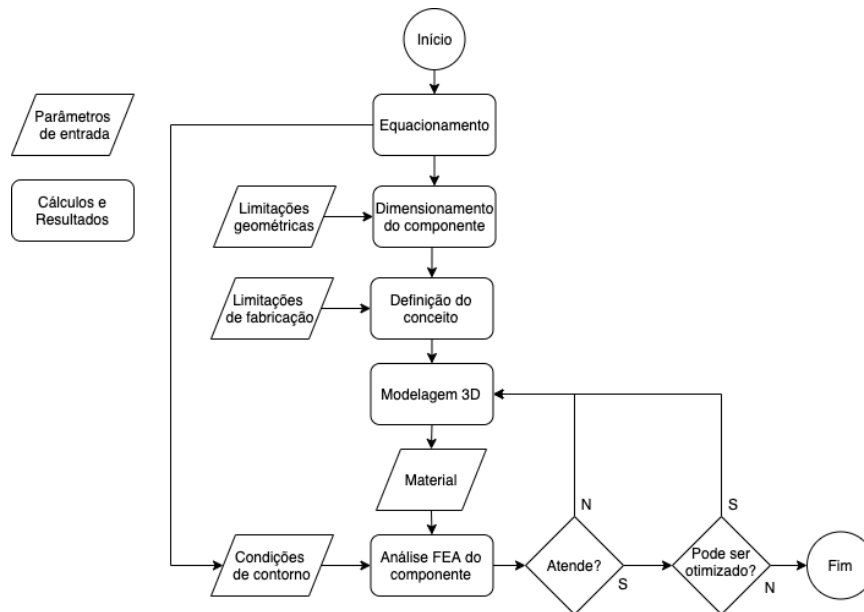 Início
Parâmetros
de entrada
Equacionamento
Cálculos e
Resultados
Limitações
geométricas
Dimensionamento
do componente
Limitações
de fabricação
Definição do
conceito
Modelagem 3D
Material
N
S
Condições
de contorno
Análise FEA do
componente
Atende?
S
Pode ser
otimizado?
N
Fim